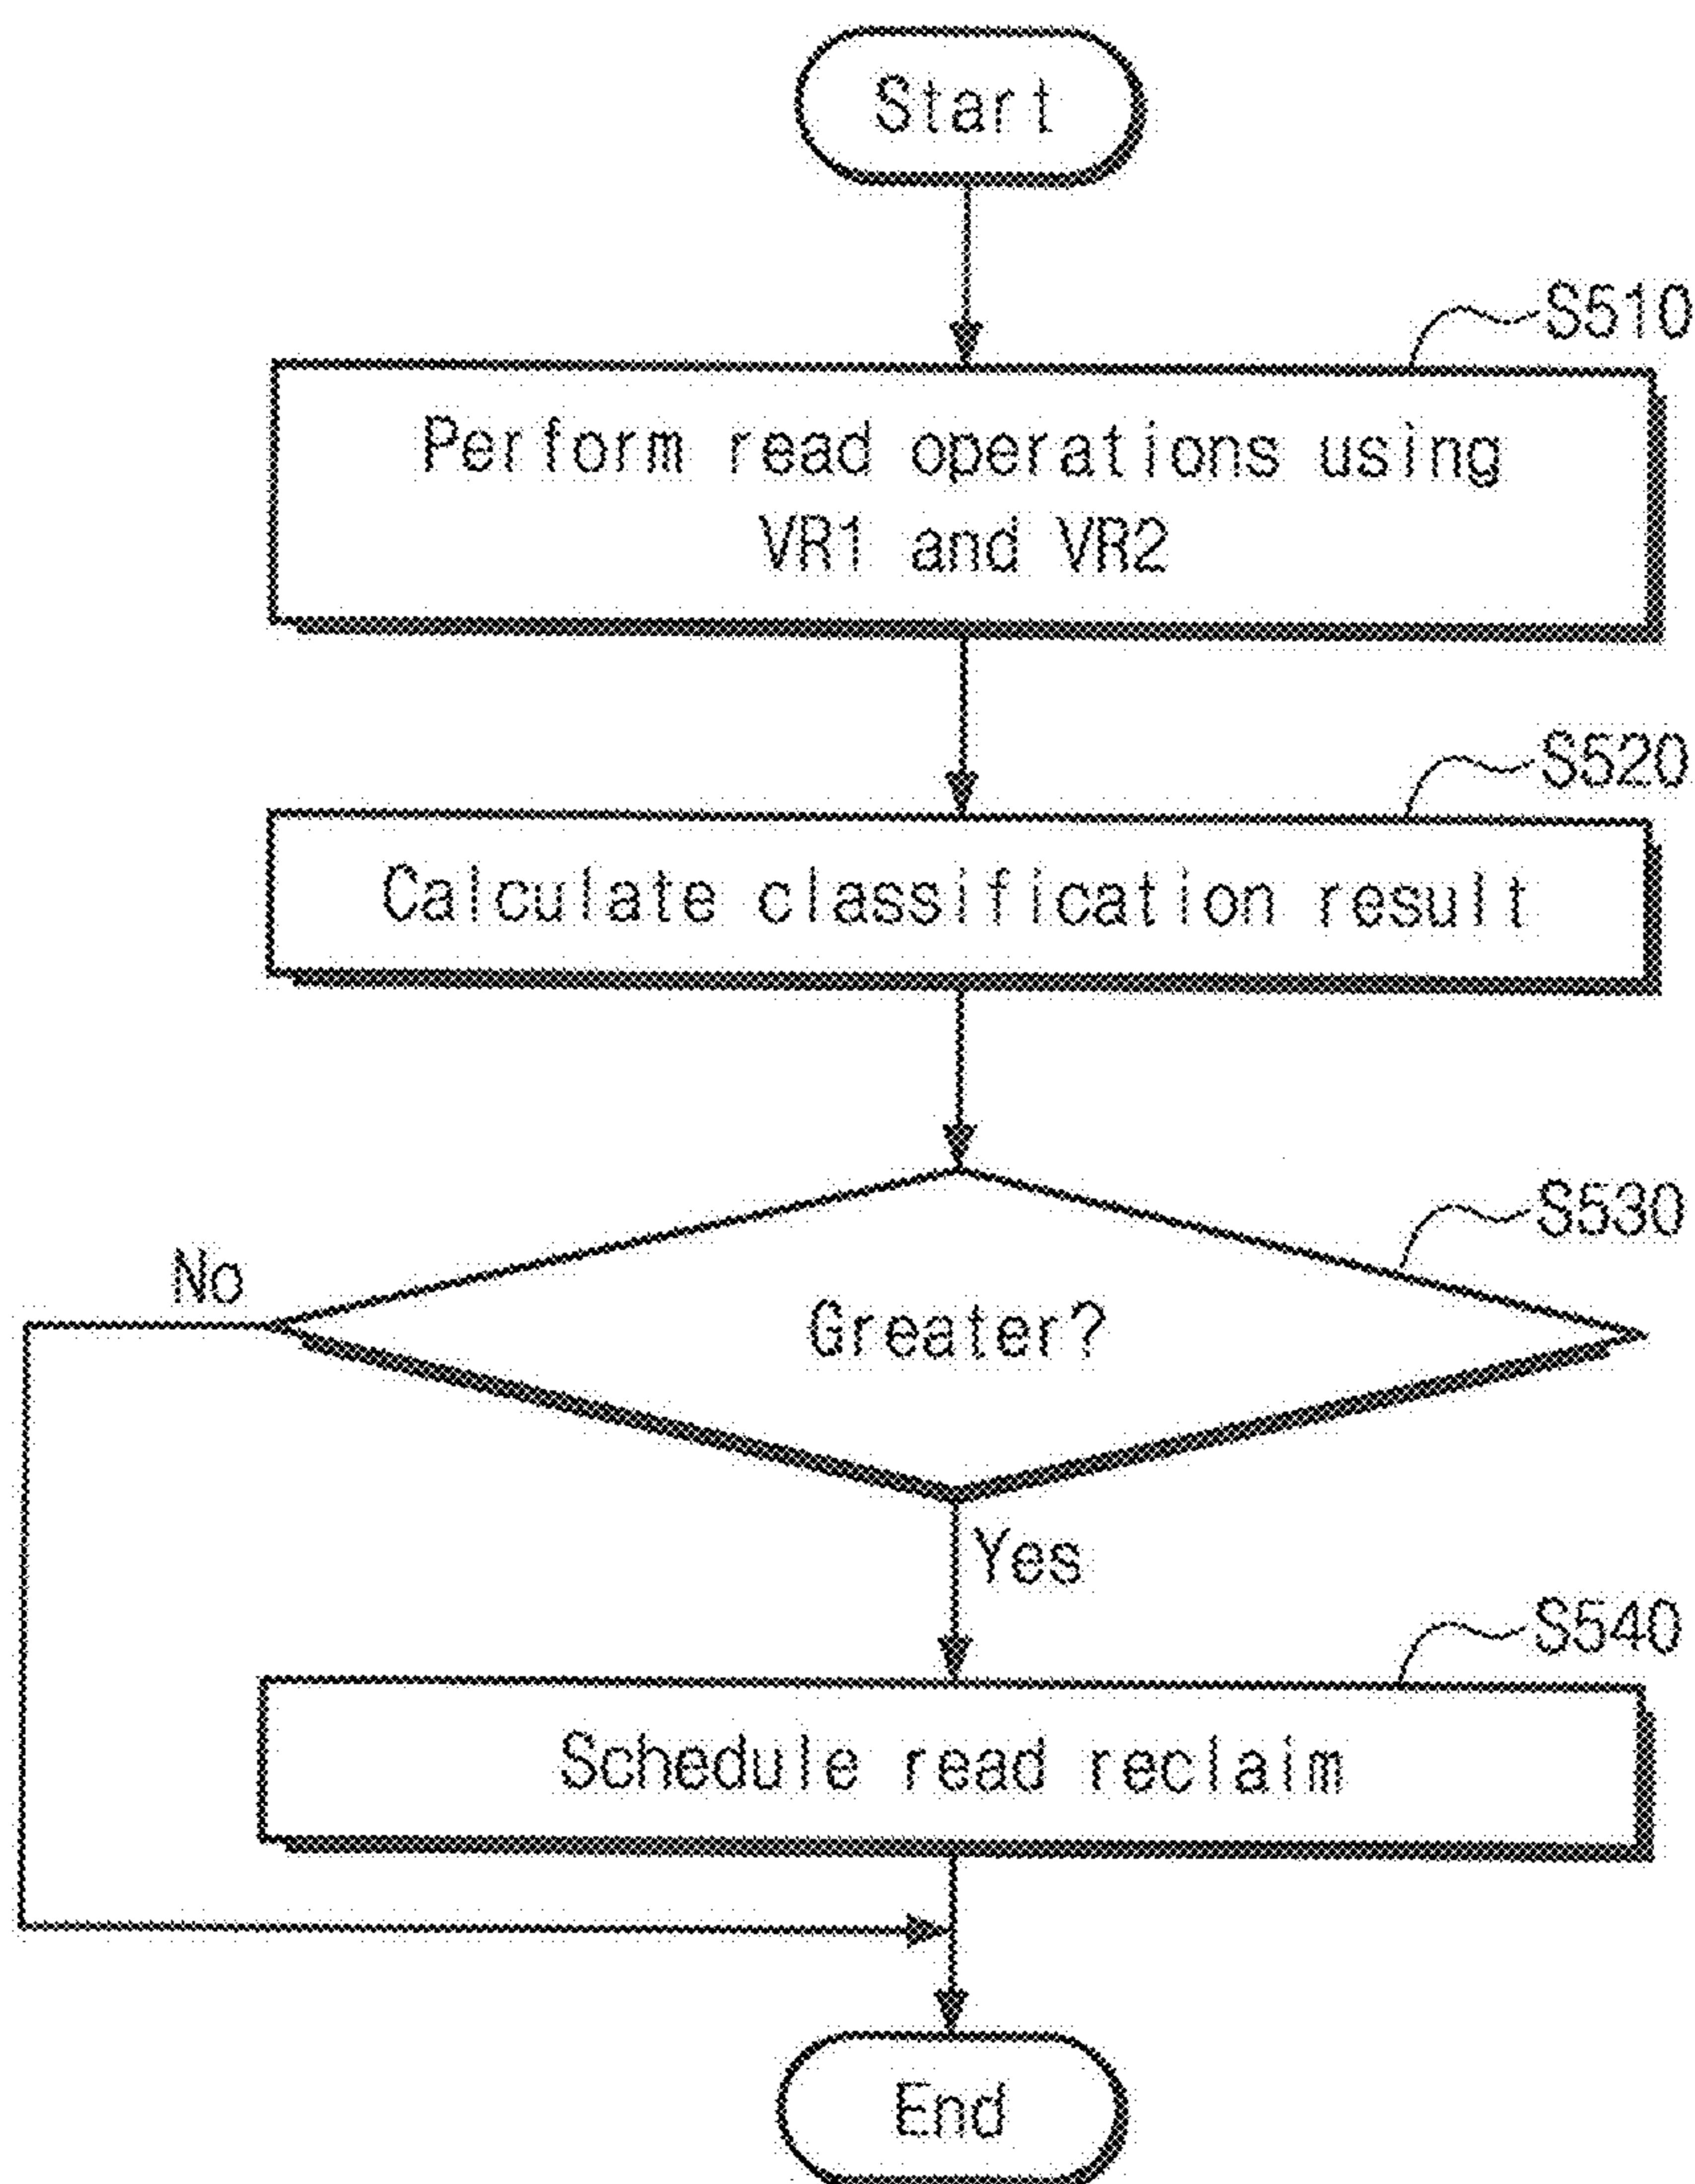 Start
S510
Perform read operations using
VR1 and VR2
S520
Calculate classification result
S530
No
Greater?
Yes
S540
Schedule read reclaim
End